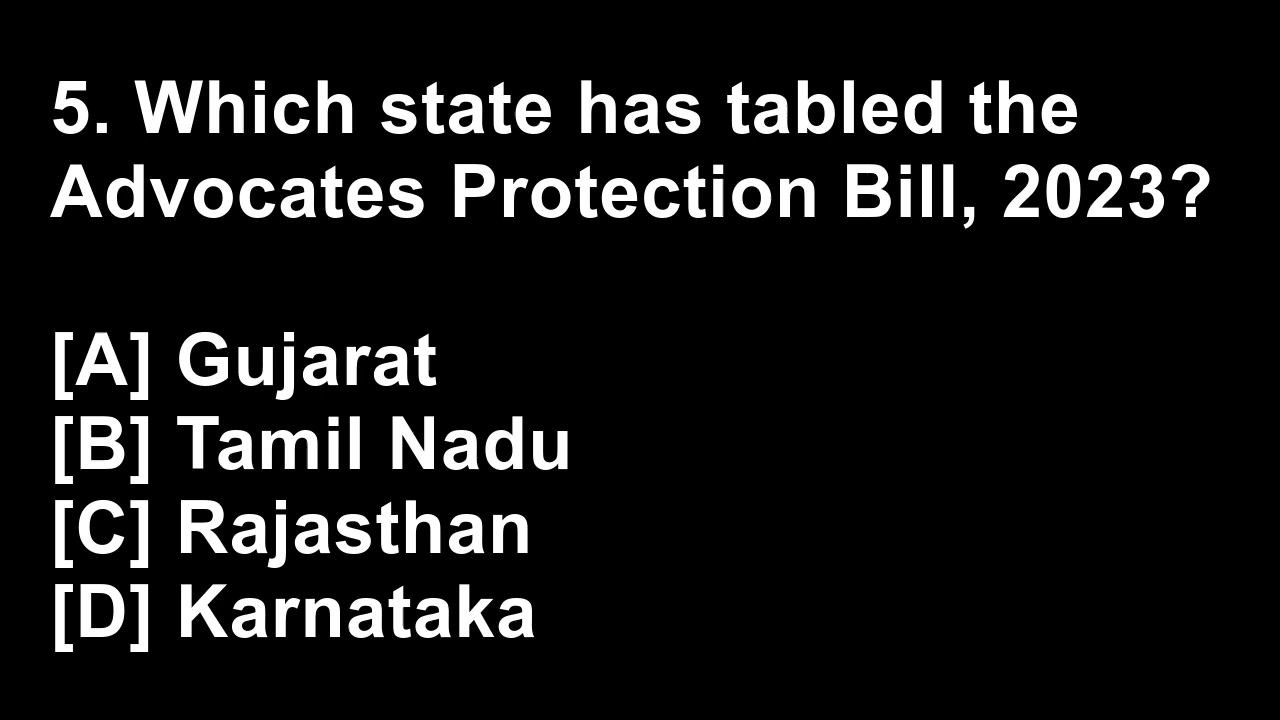 5. Which state has tabled the
Advocates Protection Bill, 2023?
[A] Gujarat
[B] Tamil Nadu
[C] Rajasthan
[D] Karnataka